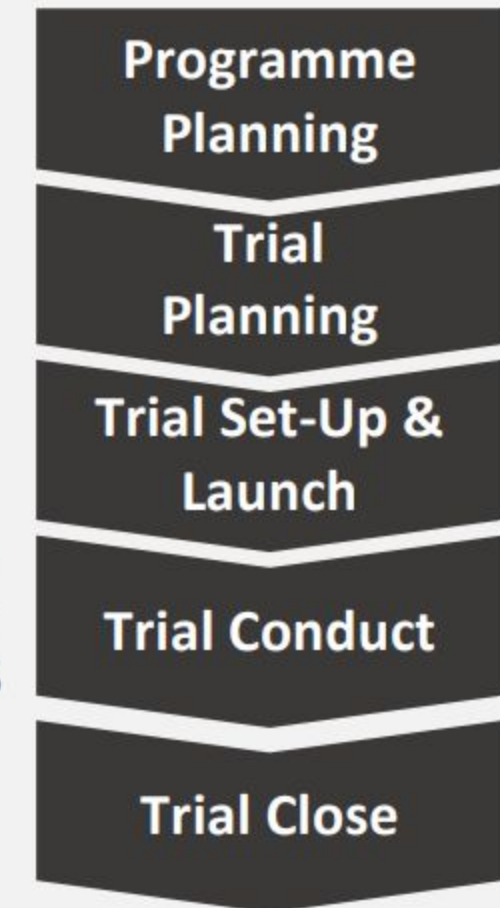 Programme
Planning
Trial
Planning
Trial Set-Up &
Launch
Trial Conduct
Trial Close